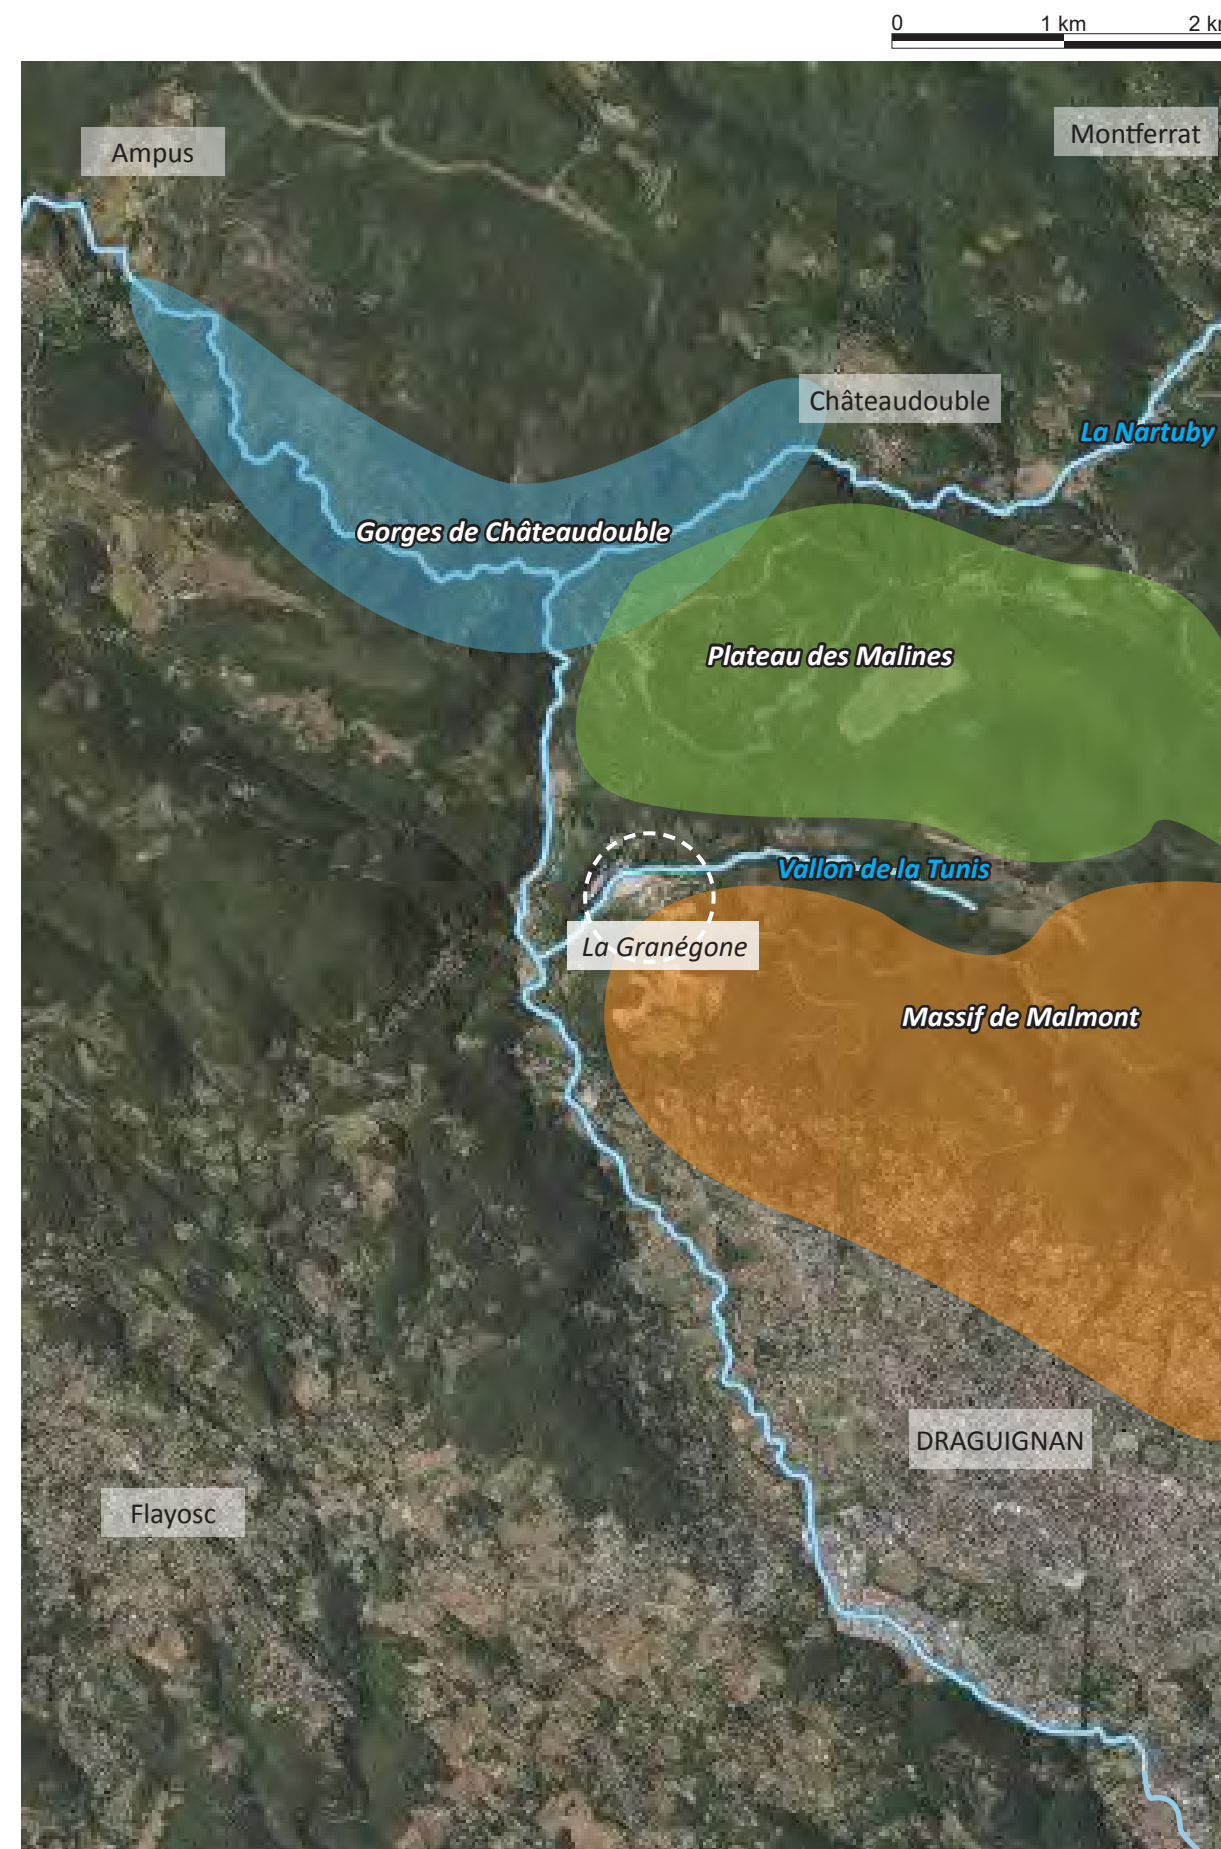 0 1 km 2 k
Ampus
Montferrat
Châteaudouble
La Nartuby
Gorges de Châteaudouble
Plateau des Malines
Vallon de la Tunis
La Granégone
Massif de Malmont
DRAGUIGNAN
Flayosc